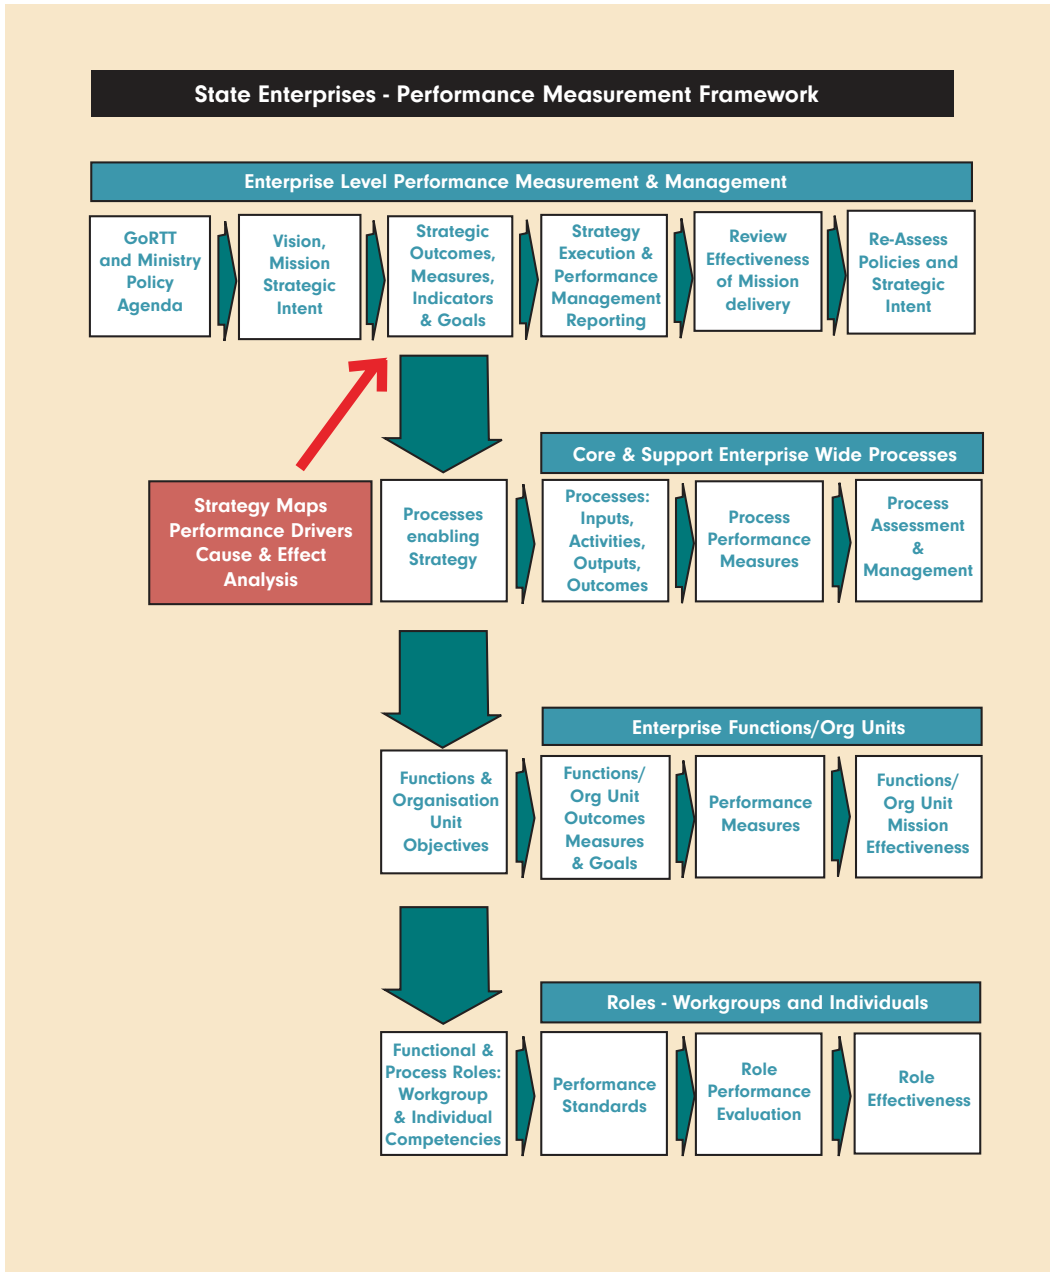 State Enterprises - Performance Measurement Framework
Enterprise Level Performance Measurement & Management
GoRTT
and Ministry
Policy
Agenda
Vision,
Mission
Strategic
Intent
Strategic
Outcomes,
Measures,
Indicators
& Goals
Strategy
Execution &
Performance
Management
Reporting
Review
Effectiveness
of Mission
delivery
Re-Assess
Policies and
Strategic
Intent
Core & Support Enterprise Wide Processes
Strategy Maps
Performance Drivers
Cause & Effect
Analysis
Processes
enabling
Strategy
Processes:
Inputs,
Activities,
Outputs,
Outcomes
Process
Performance
Measures
Process
Assessment
&
Management
Enterprise Functions/Org Units
Functions &
Organisation
Unit
Objectives
Functions/
Org Unit
Outcomes
Measures
& Goals
Performance
Measures
Functions/
Org Unit
Mission
Effectiveness
Roles - Workgroups and Individuals
Functional &
Process Roles:
Workgroup
& Individual
Competencies
Performance
Standards
Role
Performance
Evaluation
Role
Effectiveness